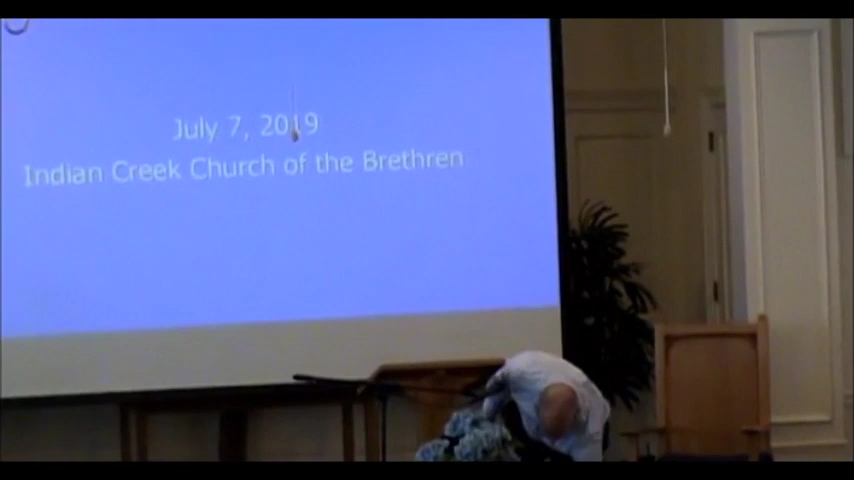 July 7, 2019
Indian Creek Church of the Brethren